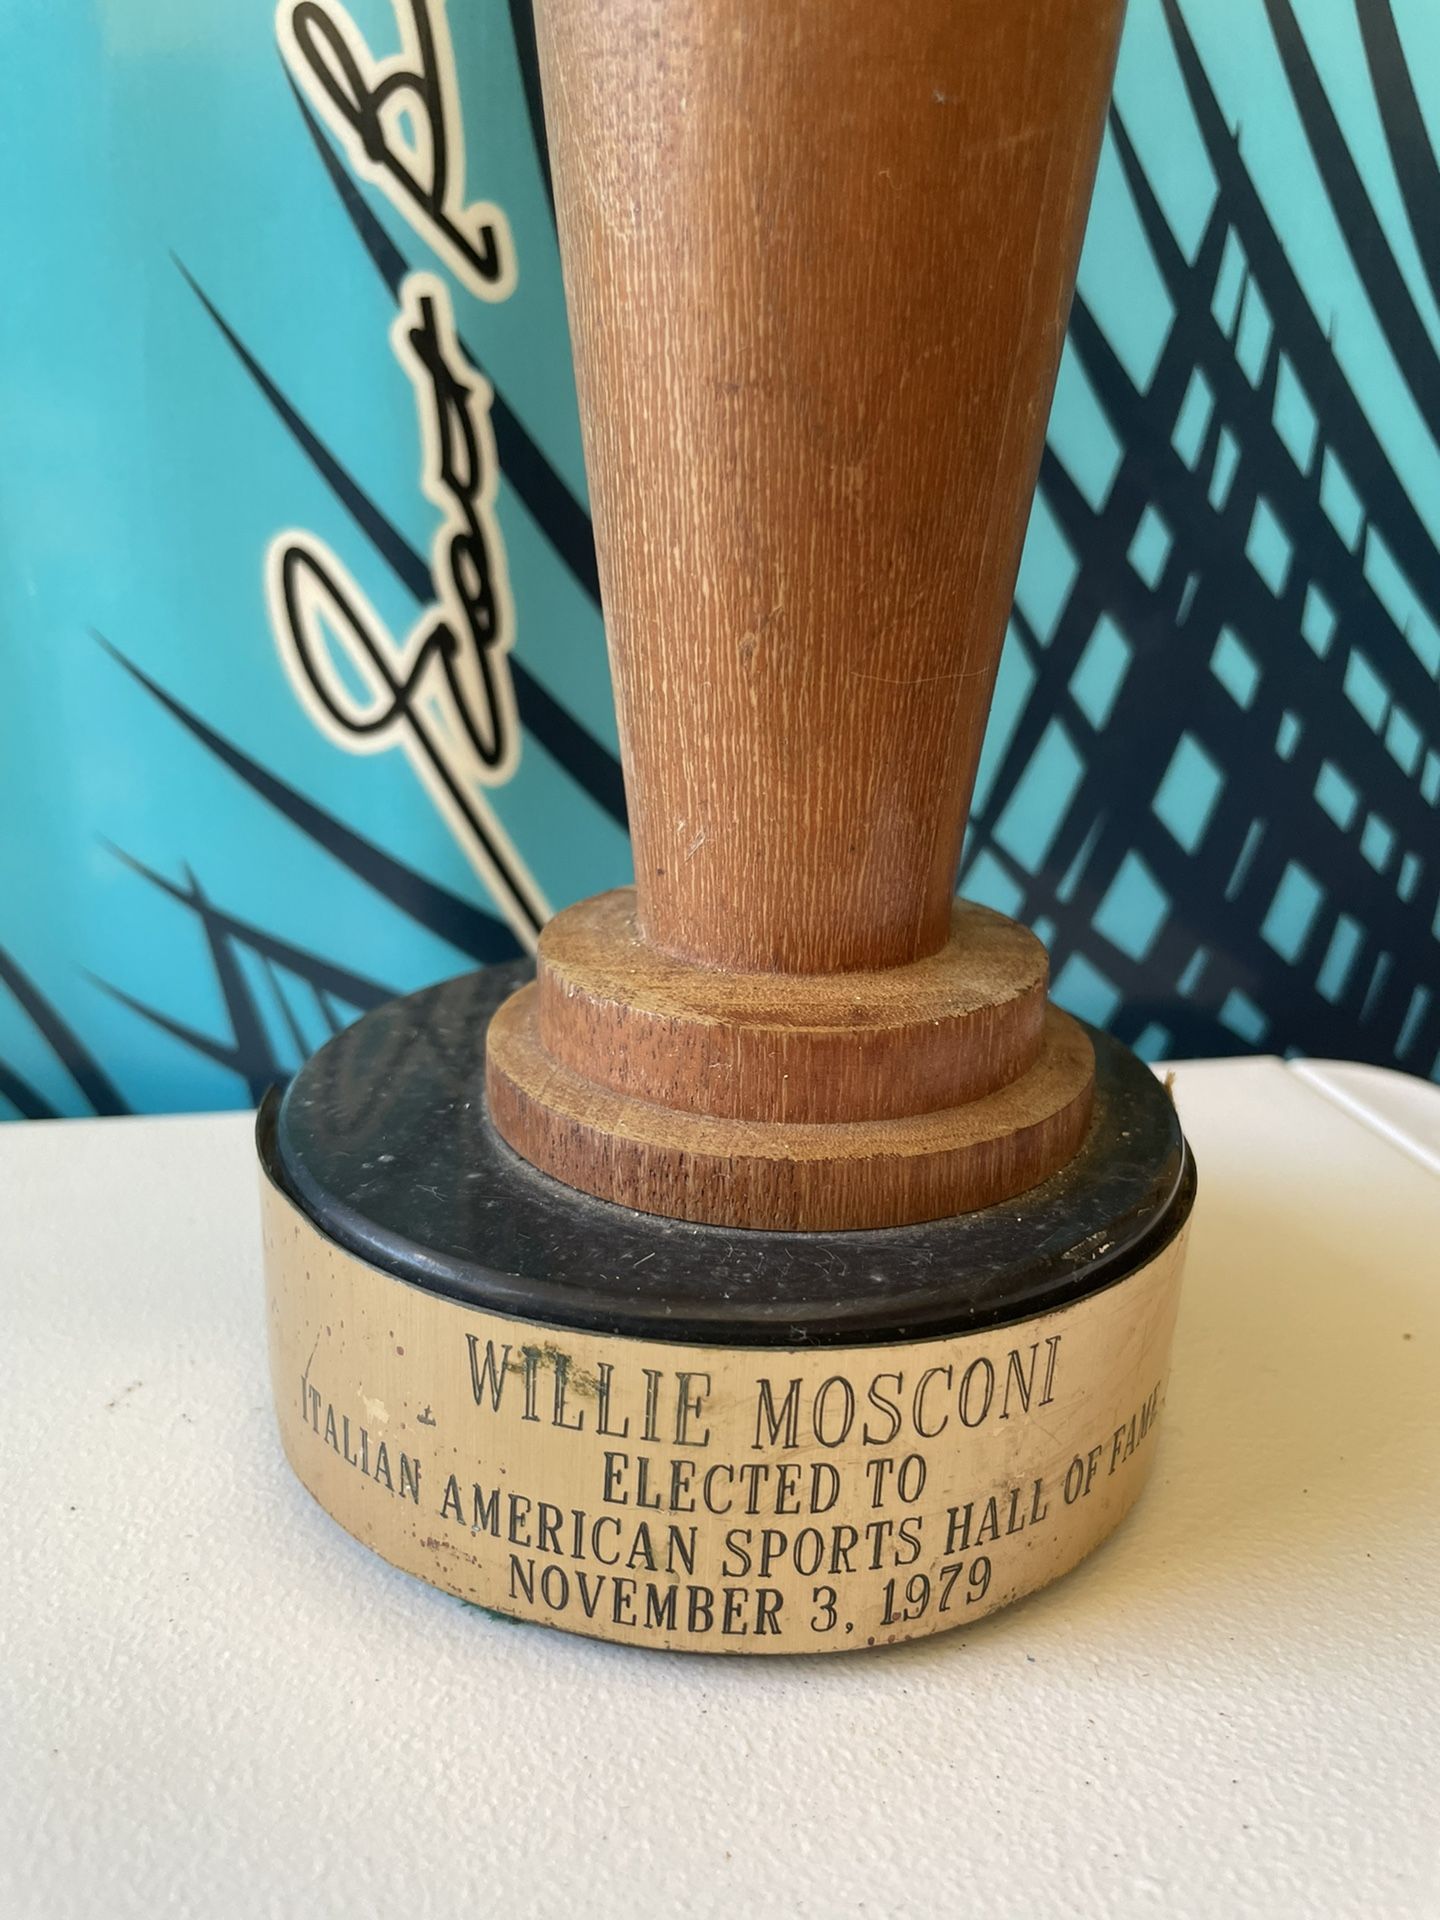 WILLIE MOSCONI
ELECTED TO
ITALIAN AMERICAN SPORTS HALL OF FAME
NOVEMBER 3, 1979